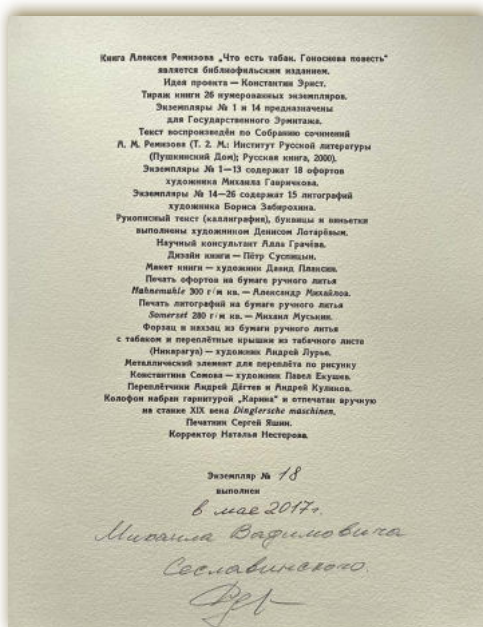 Книга Алексея Ремизова „Что есть табак. Гоносиева повесть"
является библиофильским изданием.
Идея проекта — Константин Эрнст.
Тираж книги 26 нумерованных экземпляров.
Экземпляры № 1 и 14 предназначены
для Государственного Эрмитажа.
Текст воспроизведён по Собранию сочинений
А. М. Ремизова (Т. 2. М.: Институт Русской литературы
(Пушкинский Дом); Русская книга, 2000).
Экземпляры № 1—13 содержат 18 офортов
художника Михаила Гавричкова.
Экземпляры № 14—26 содержат 15 литографий
художника Бориса Забирохина.
Рукописный текст (каллиграфия), буквицы и виньетки
выполнены художником Денисом Лотарёвым.
Научный консультант Алла Грачёва.
Дизайн книги — Пётр Суспицын.
Макет книги — художник Давид Плаксин.
Печать офортов на бумаге ручного литья
Hahnemühle 300 г/м кв. — Александр Михайлов.
Печать литографий на бумаге ручного литья
Somerset 280 г/м кв. — Михаил Муськин.
Форзац и нахзац из бумаги ручного литья
с табаком и переплётные крышки из табачного листа
(Никарагуа) — художник Андрей Лурье.
Металлический элемент для переплёта по рисунку
Константина Сомова — художник Павел Екушев.
Переплётчики Андрей Дёгтев и Андрей Куликов.
Колофон набран гарнитурой „Карина" и отпечатан вручную
на станке XIX века Dinglersche maschinen.
Печатник Сергей Яшин.
Корректор Наталья Нестерова.
Экземпляр № 18
выполнен
в мае 2017г.
Михаила Вадимовича
Сеславинского.